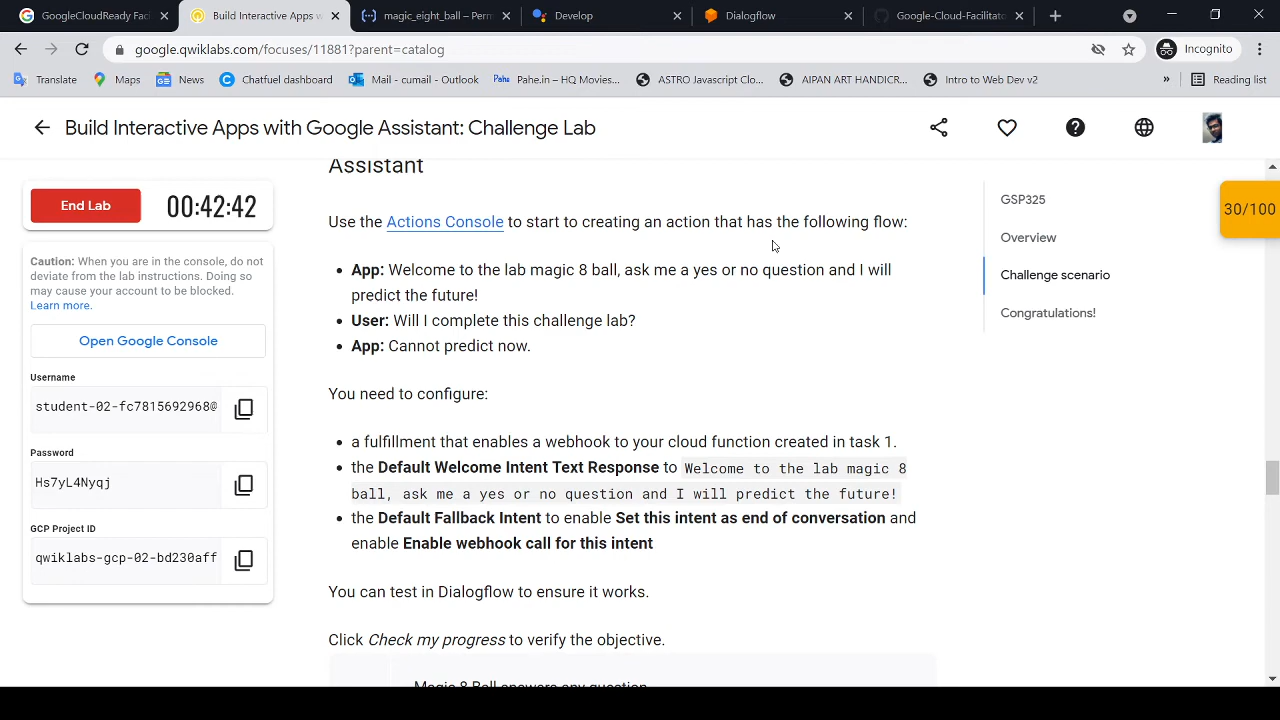 GoogleCloudReady Faci
Build Interactive Apps w
magic_eight_ball – Perm
Develop
Dialogflow
Google-Cloud-Facilitato
google.qwiklabs.com/focuses/11881?parent=catalog
Incognito
Translate
Maps
News
Chatfuel dashboard
Mail - cumail - Outlook
Pahe.in – HQ Movies...
ASTRO Javascript Clo...
AIPAN ART HANDICR...
Intro to Web Dev v2
»
Reading list
Build Interactive Apps with Google Assistant: Challenge Lab
End Lab
00:42:42
Caution: When you are in the console, do not
deviate from the lab instructions. Doing so
may cause your account to be blocked.
Learn more.
Open Google Console
Username
student-02-fc7815692968@
Password
Hs7yL4Nyqj
GCP Project ID
qwiklabs-gcp-02-bd230aff
Assistant
Use the Actions Console to start to creating an action that has the following flow:
• App: Welcome to the lab magic 8 ball, ask me a yes or no question and I will
predict the future!
• User: Will I complete this challenge lab?
• App: Cannot predict now.
You need to configure:
• a fulfillment that enables a webhook to your cloud function created in task 1.
• the Default Welcome Intent Text Response to Welcome to the lab magic 8
ball, ask me a yes or no question and I will predict the future!
• the Default Fallback Intent to enable Set this intent as end of conversation and
enable Enable webhook call for this intent
You can test in Dialogflow to ensure it works.
Click Check my progress to verify the objective.
Magic 8 Ball answers any question
GSP325
Overview
Challenge scenario
Congratulations!
30/100